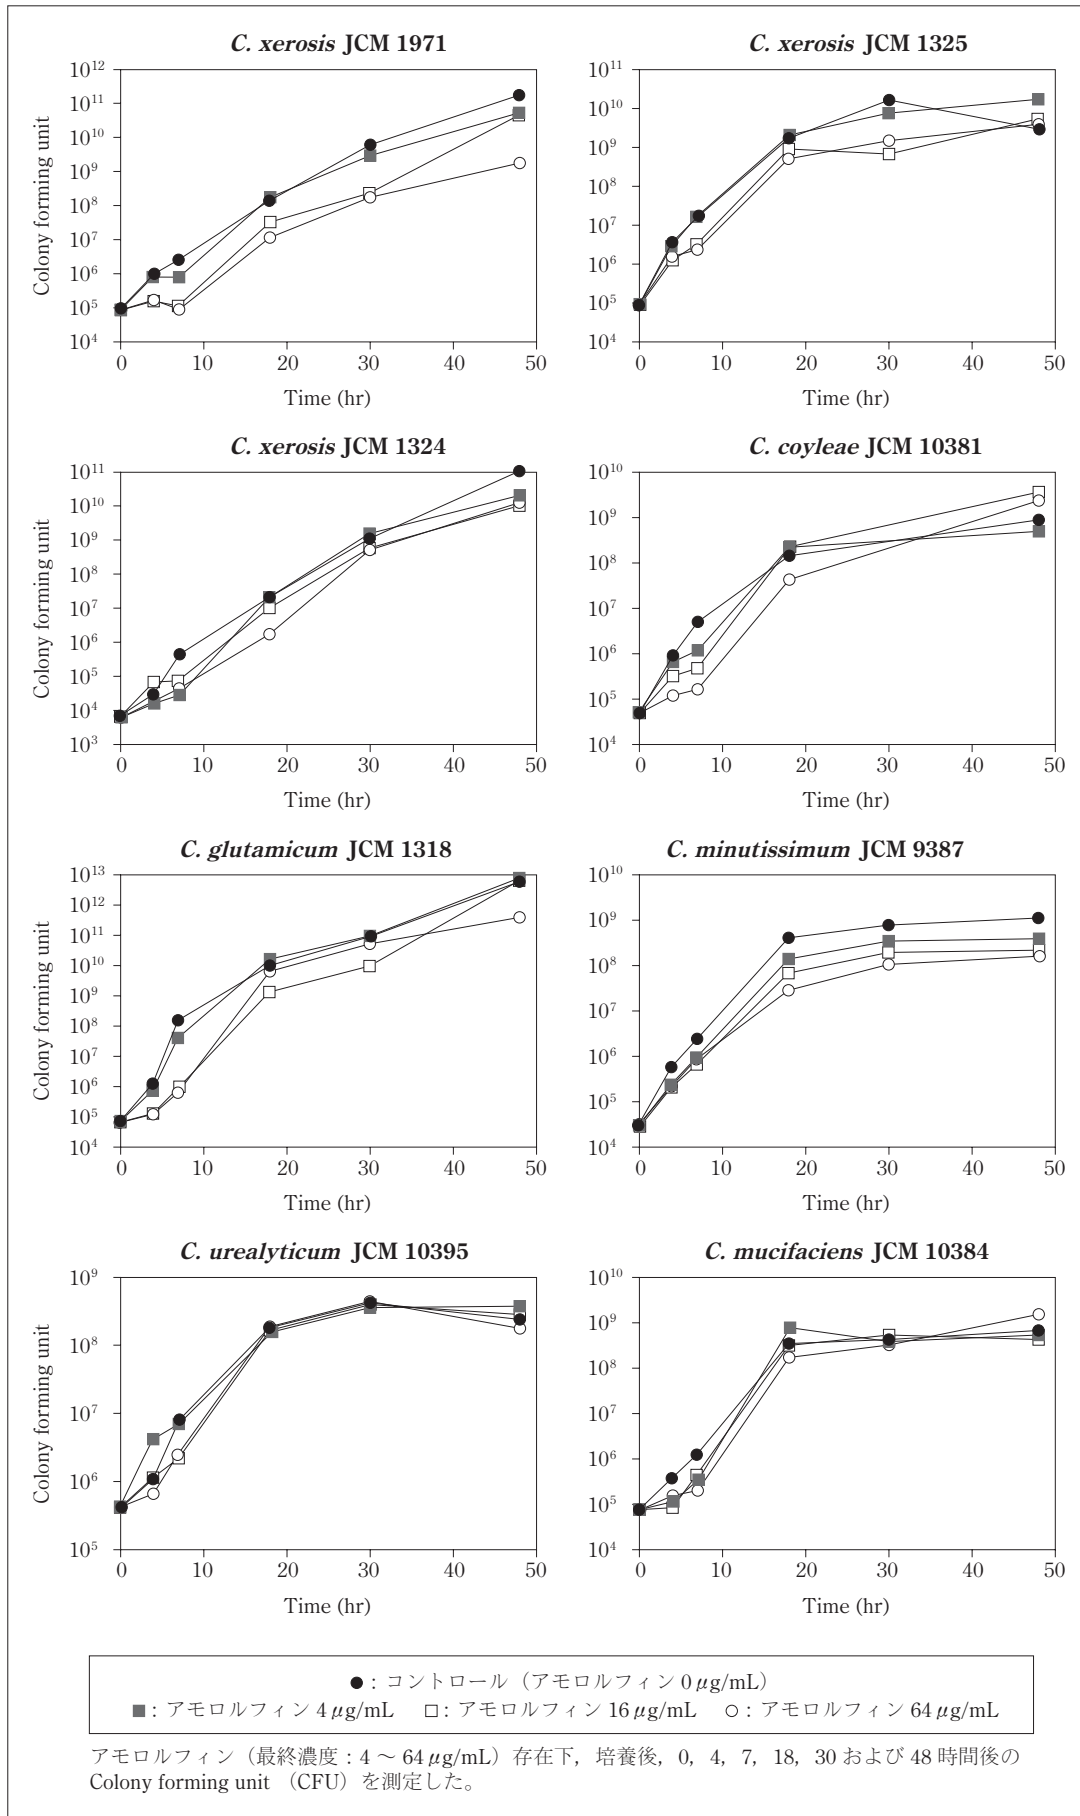 C. xerosis JCM 1971
Colony forming unit
10¹²
10¹¹
10¹⁰
10⁹
10⁸
10⁷
10⁶
10⁵
10⁴
0 10 20 30 40 50
Time (hr)
C. xerosis JCM 1325
10¹¹
10¹⁰
10⁹
10⁸
10⁷
10⁶
10⁵
10⁴
0 10 20 30 40 50
Time (hr)
C. xerosis JCM 1324
Colony forming unit
10¹¹
10¹⁰
10⁹
10⁸
10⁷
10⁶
10⁵
10⁴
10³
0 10 20 30 40 50
Time (hr)
C. coyleae JCM 10381
10¹⁰
10⁹
10⁸
10⁷
10⁶
10⁵
10⁴
0 10 20 30 40 50
Time (hr)
C. glutamicum JCM 1318
Colony forming unit
10¹³
10¹²
10¹¹
10¹⁰
10⁹
10⁸
10⁷
10⁶
10⁵
10⁴
0 10 20 30 40 50
Time (hr)
C. minutissimum JCM 9387
10¹⁰
10⁹
10⁸
10⁷
10⁶
10⁵
10⁴
0 10 20 30 40 50
Time (hr)
C. urealyticum JCM 10395
Colony forming unit
10⁹
10⁸
10⁷
10⁶
10⁵
0 10 20 30 40 50
Time (hr)
C. mucifaciens JCM 10384
10¹⁰
10⁹
10⁸
10⁷
10⁶
10⁵
10⁴
0 10 20 30 40 50
Time (hr)
●：コントロール（アモロルフィン 0 μg/mL）
■：アモロルフィン 4 μg/mL □：アモロルフィン 16 μg/mL ○：アモロルフィン 64 μg/mL
アモロルフィン（最終濃度：4 ～ 64 μg/mL）存在下，培養後，0，4，7，18，30 および 48 時間後の
Colony forming unit （CFU）を測定した。